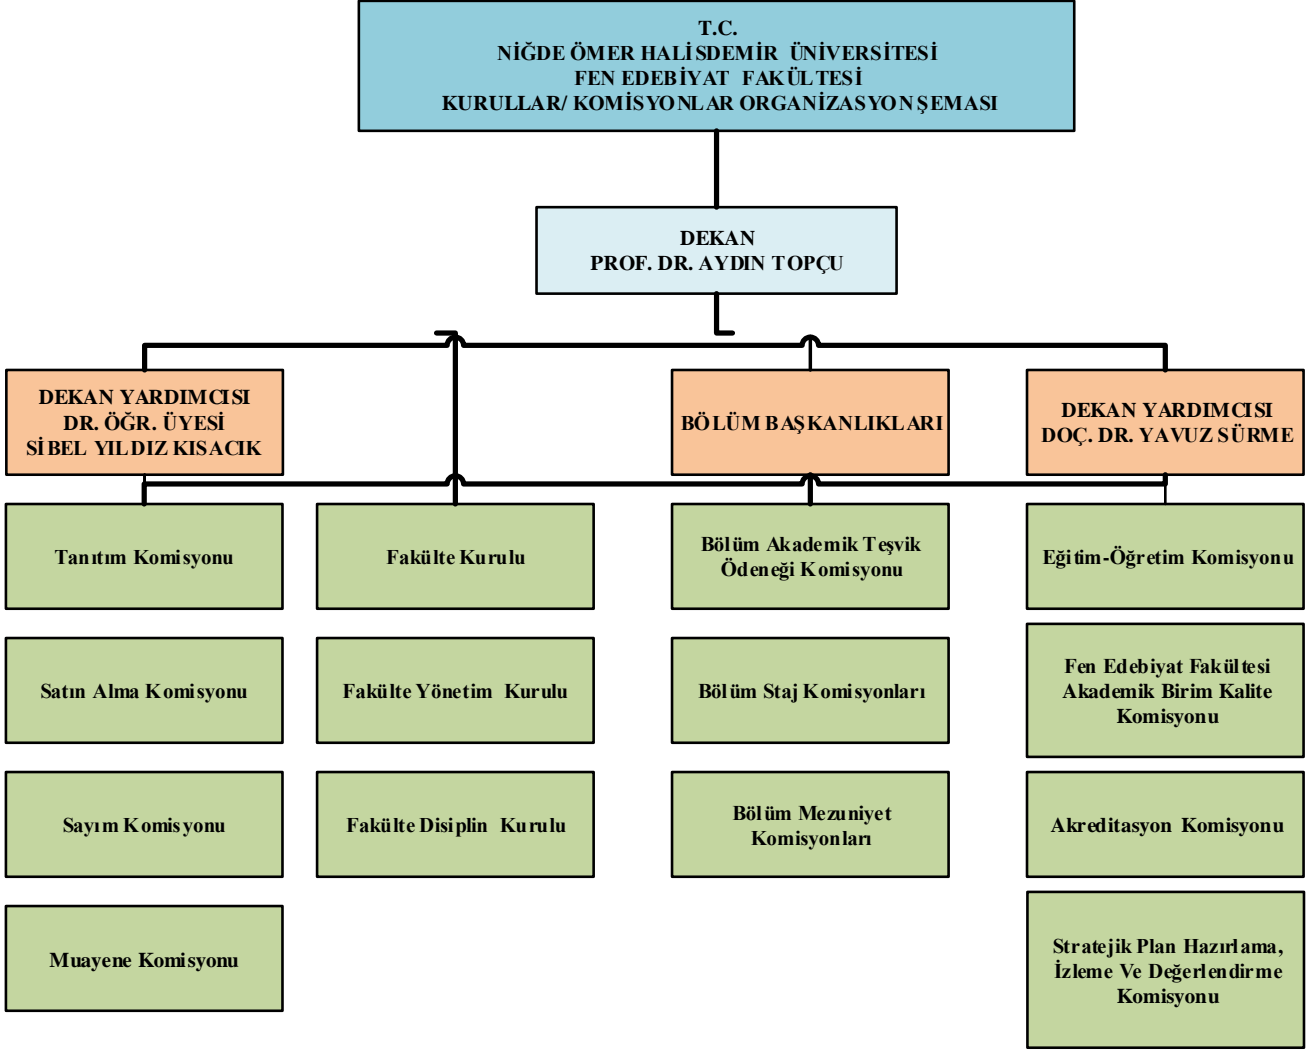 T.C.
NİĞDE ÖMER HALİSDEMİR ÜNİVERSİTESİ
FEN EDEBİYAT FAKÜLTESİ
KURULLAR/ KOMİSYONLAR ORGANİZASYON ŞEMASI
DEKAN
PROF. DR. AYDIN TOPÇU
DEKAN YARDIMCISI
DR. ÖĞR. ÜYESİ
SİBEL YILDIZ KISACIK
BÖLÜM BAŞKANLIKLARI
DEKAN YARDIMCISI
DOÇ. DR. YAVUZ SÜRME
Tanıtım Komisyonu
Fakülte Kurulu
Bölüm Akademik Teşvik
Ödeneği Komisyonu
Eğitim-Öğretim Komisyonu
Satın Alma Komisyonu
Fakülte Yönetim Kurulu
Bölüm Staj Komisyonları
Fen Edebiyat Fakültesi
Akademik Birim Kalite
Komisyonu
Sayım Komisyonu
Fakülte Disiplin Kurulu
Bölüm Mezuniyet
Komisyonları
Akreditasyon Komisyonu
Muayene Komisyonu
Stratejik Plan Hazırlama,
İzleme Ve Değerlendirme
Komisyonu